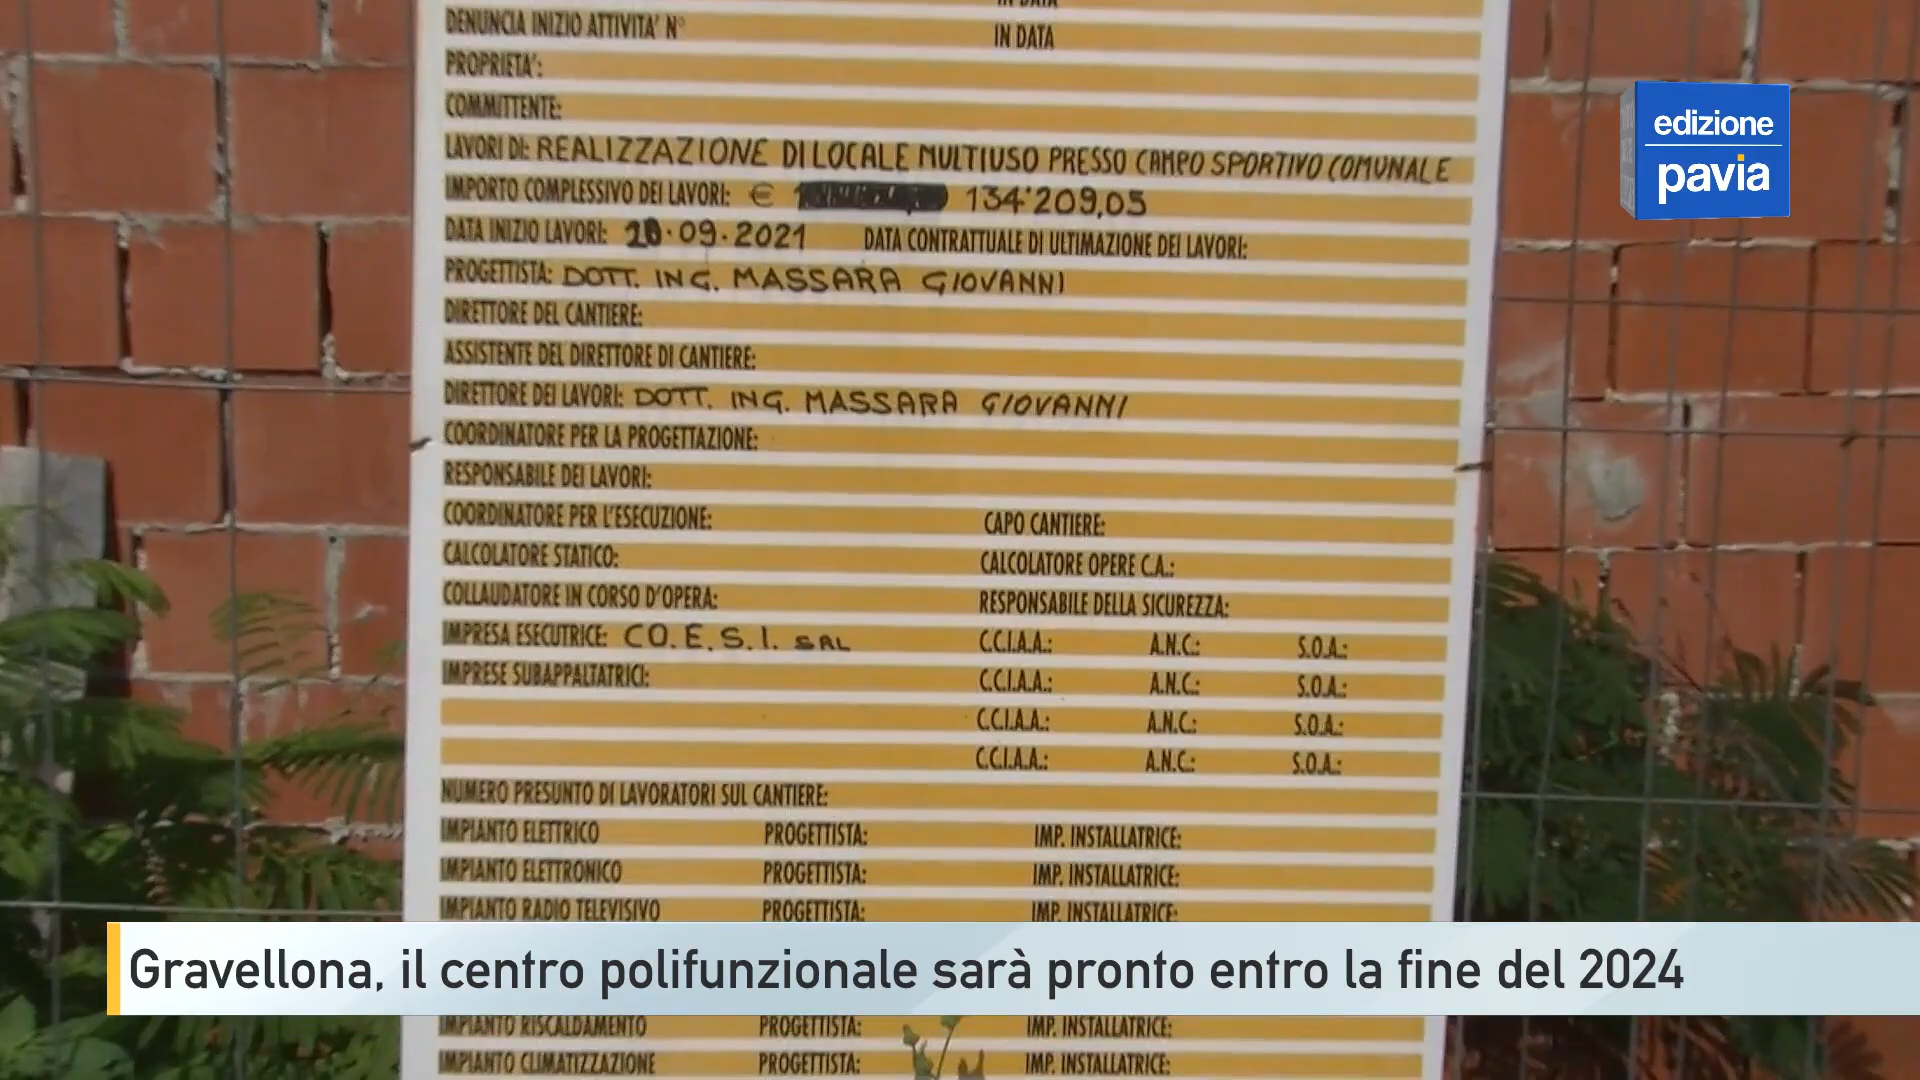 IN DATA
DENUNCIA INIZIO ATTIVITA' N° IN DATA
PROPRIETA':
COMMITTENTE:
LAVORI DI: REALIZZAZIONE DI LOCALE MULTIUSO PRESSO CAMPO SPORTIVO COMUNALE
IMPORTO COMPLESSIVO DEI LAVORI: € 134'209,05
DATA INIZIO LAVORI: 20.09.2021 DATA CONTRATTUALE DI ULTIMAZIONE DEI LAVORI:
PROGETTISTA: DOTT. ING. MASSARA GIOVANNI
DIRETTORE DEL CANTIERE:
ASSISTENTE DEL DIRETTORE DI CANTIERE:
DIRETTORE DEI LAVORI: DOTT. ING. MASSARA GIOVANNI
COORDINATORE PER LA PROGETTAZIONE:
RESPONSABILE DEI LAVORI:
COORDINATORE PER L'ESECUZIONE: CAPO CANTIERE:
CALCOLATORE STATICO: CALCOLATORE OPERE C.A.:
COLLAUDATORE IN CORSO D'OPERA: RESPONSABILE DELLA SICUREZZA:
IMPRESA ESECUTRICE: CO.E.S.I. SRL C.C.I.A.A.: A.N.C.: S.O.A.:
IMPRESE SUBAPPALTATRICI: C.C.I.A.A.: A.N.C.: S.O.A.:
C.C.I.A.A.: A.N.C.: S.O.A.:
C.C.I.A.A.: A.N.C.: S.O.A.:
NUMERO PRESUNTO DI LAVORATORI SUL CANTIERE:
IMPIANTO ELETTRICO PROGETTISTA: IMP. INSTALLATRICE:
IMPIANTO ELETTRONICO PROGETTISTA: IMP. INSTALLATRICE:
IMPIANTO RADIO TELEVISIVO PROGETTISTA: IMP. INSTALLATRICE:
IMPIANTO RISCALDAMENTO PROGETTISTA: IMP. INSTALLATRICE:
IMPIANTO CLIMATIZZAZIONE PROGETTISTA: IMP. INSTALLATRICE:
edizione
pavia
Gravellona, il centro polifunzionale sarà pronto entro la fine del 2024